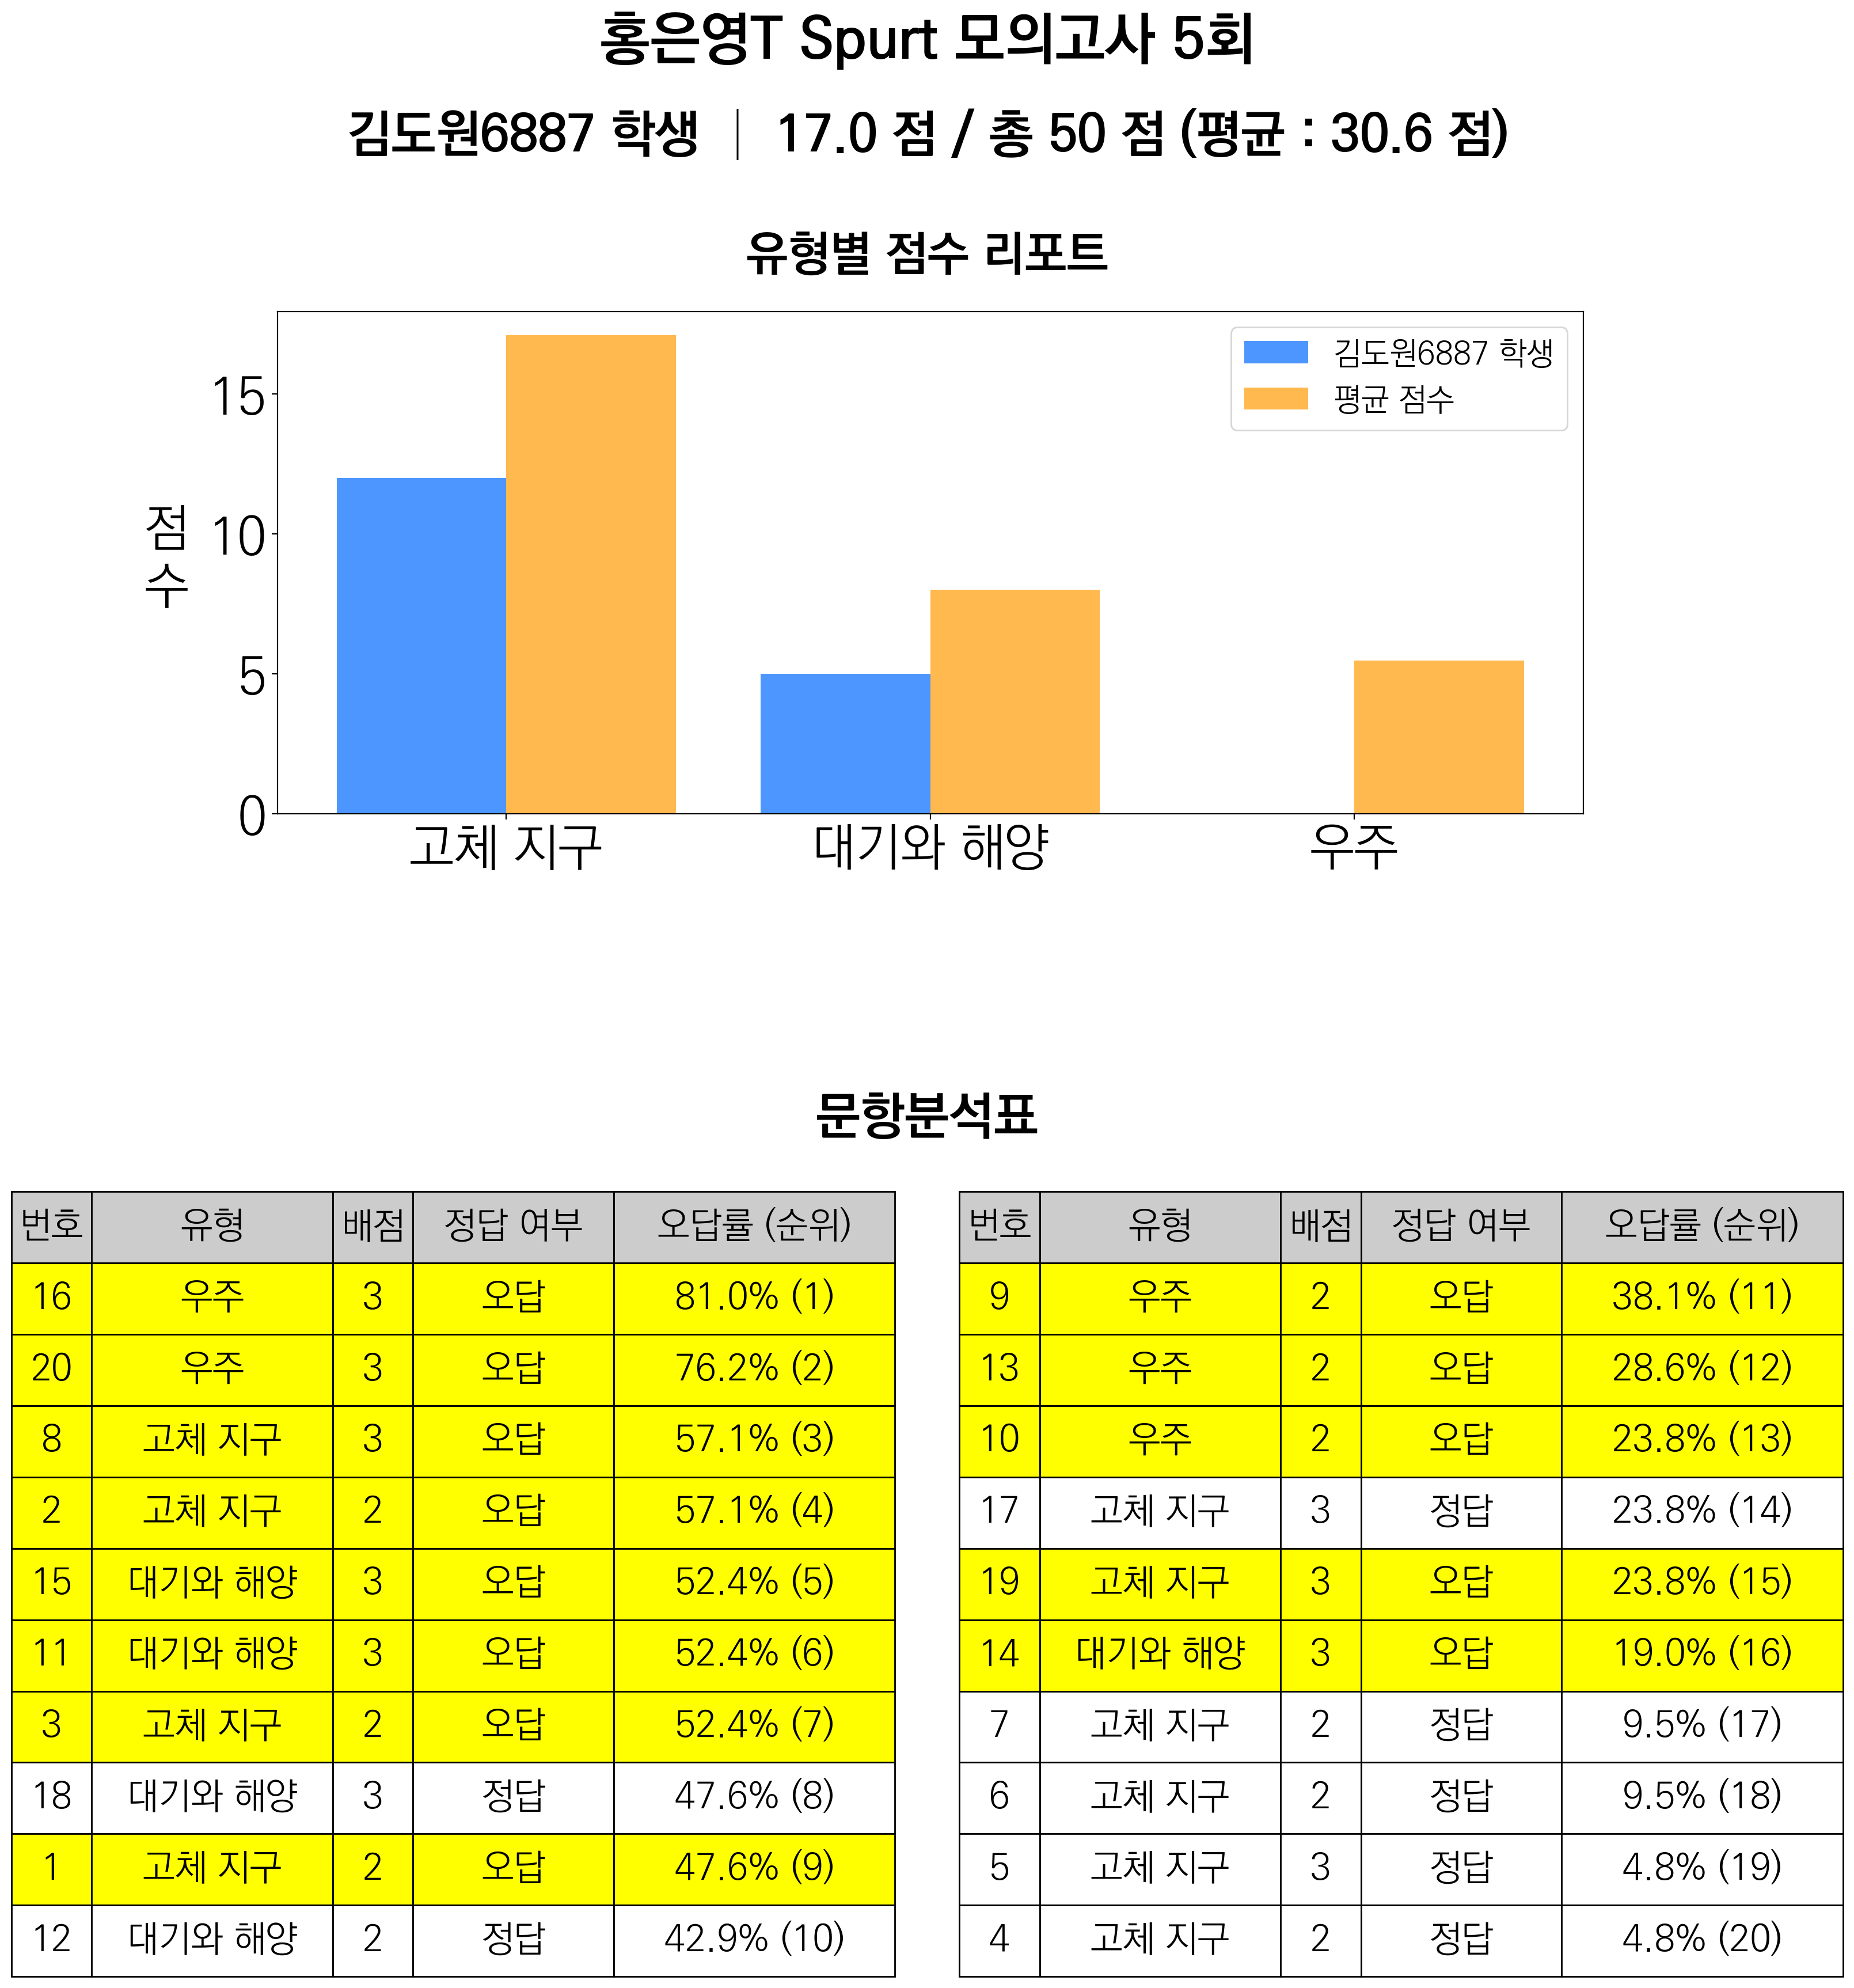 홍은영T Spurt 모의고사 5회
김도원6887 학생 │ 17.0 점 / 총 50 점 (평균 : 30.6 점)
유형별 점수 리포트
김도원6887 학생
평균 점수
점수
15
10
5
0
고체 지구 대기와 해양 우주
문항분석표
번호 유형 배점 정답 여부 오답률 (순위)
16 우주 3 오답 81.0% (1)
20 우주 3 오답 76.2% (2)
8 고체 지구 3 오답 57.1% (3)
2 고체 지구 2 오답 57.1% (4)
15 대기와 해양 3 오답 52.4% (5)
11 대기와 해양 3 오답 52.4% (6)
3 고체 지구 2 오답 52.4% (7)
18 대기와 해양 3 정답 47.6% (8)
1 고체 지구 2 오답 47.6% (9)
12 대기와 해양 2 정답 42.9% (10)
번호 유형 배점 정답 여부 오답률 (순위)
9 우주 2 오답 38.1% (11)
13 우주 2 오답 28.6% (12)
10 우주 2 오답 23.8% (13)
17 고체 지구 3 정답 23.8% (14)
19 고체 지구 3 오답 23.8% (15)
14 대기와 해양 3 오답 19.0% (16)
7 고체 지구 2 정답 9.5% (17)
6 고체 지구 2 정답 9.5% (18)
5 고체 지구 3 정답 4.8% (19)
4 고체 지구 2 정답 4.8% (20)